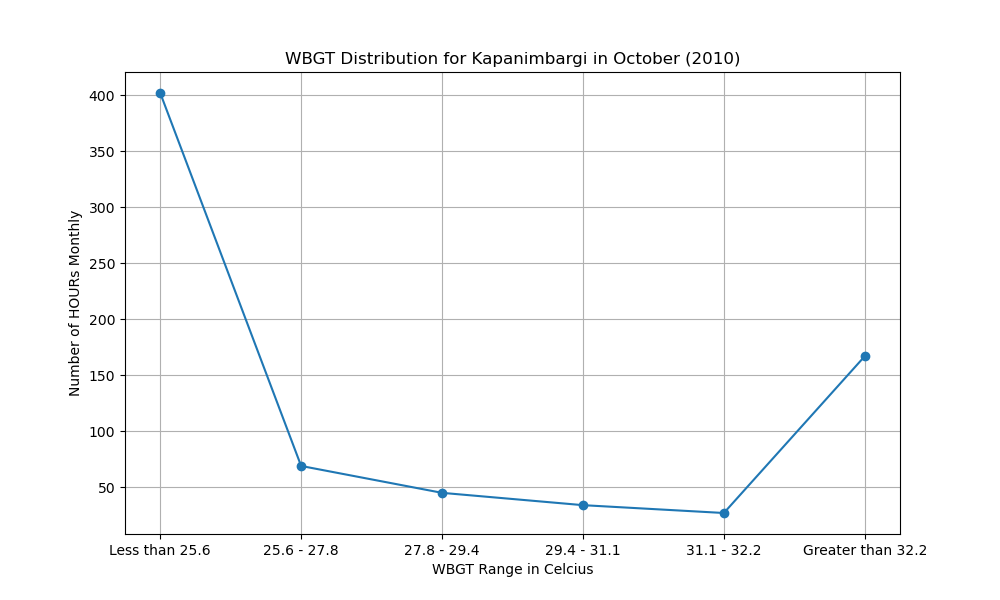 WBGT Distribution for Kapanimbargi in October (2010)
Number of HOURs Monthly
400
350
300
250
200
150
100
50
Less than 25.6
25.6 - 27.8
27.8 - 29.4
29.4 - 31.1
31.1 - 32.2
Greater than 32.2
WBGT Range in Celcius